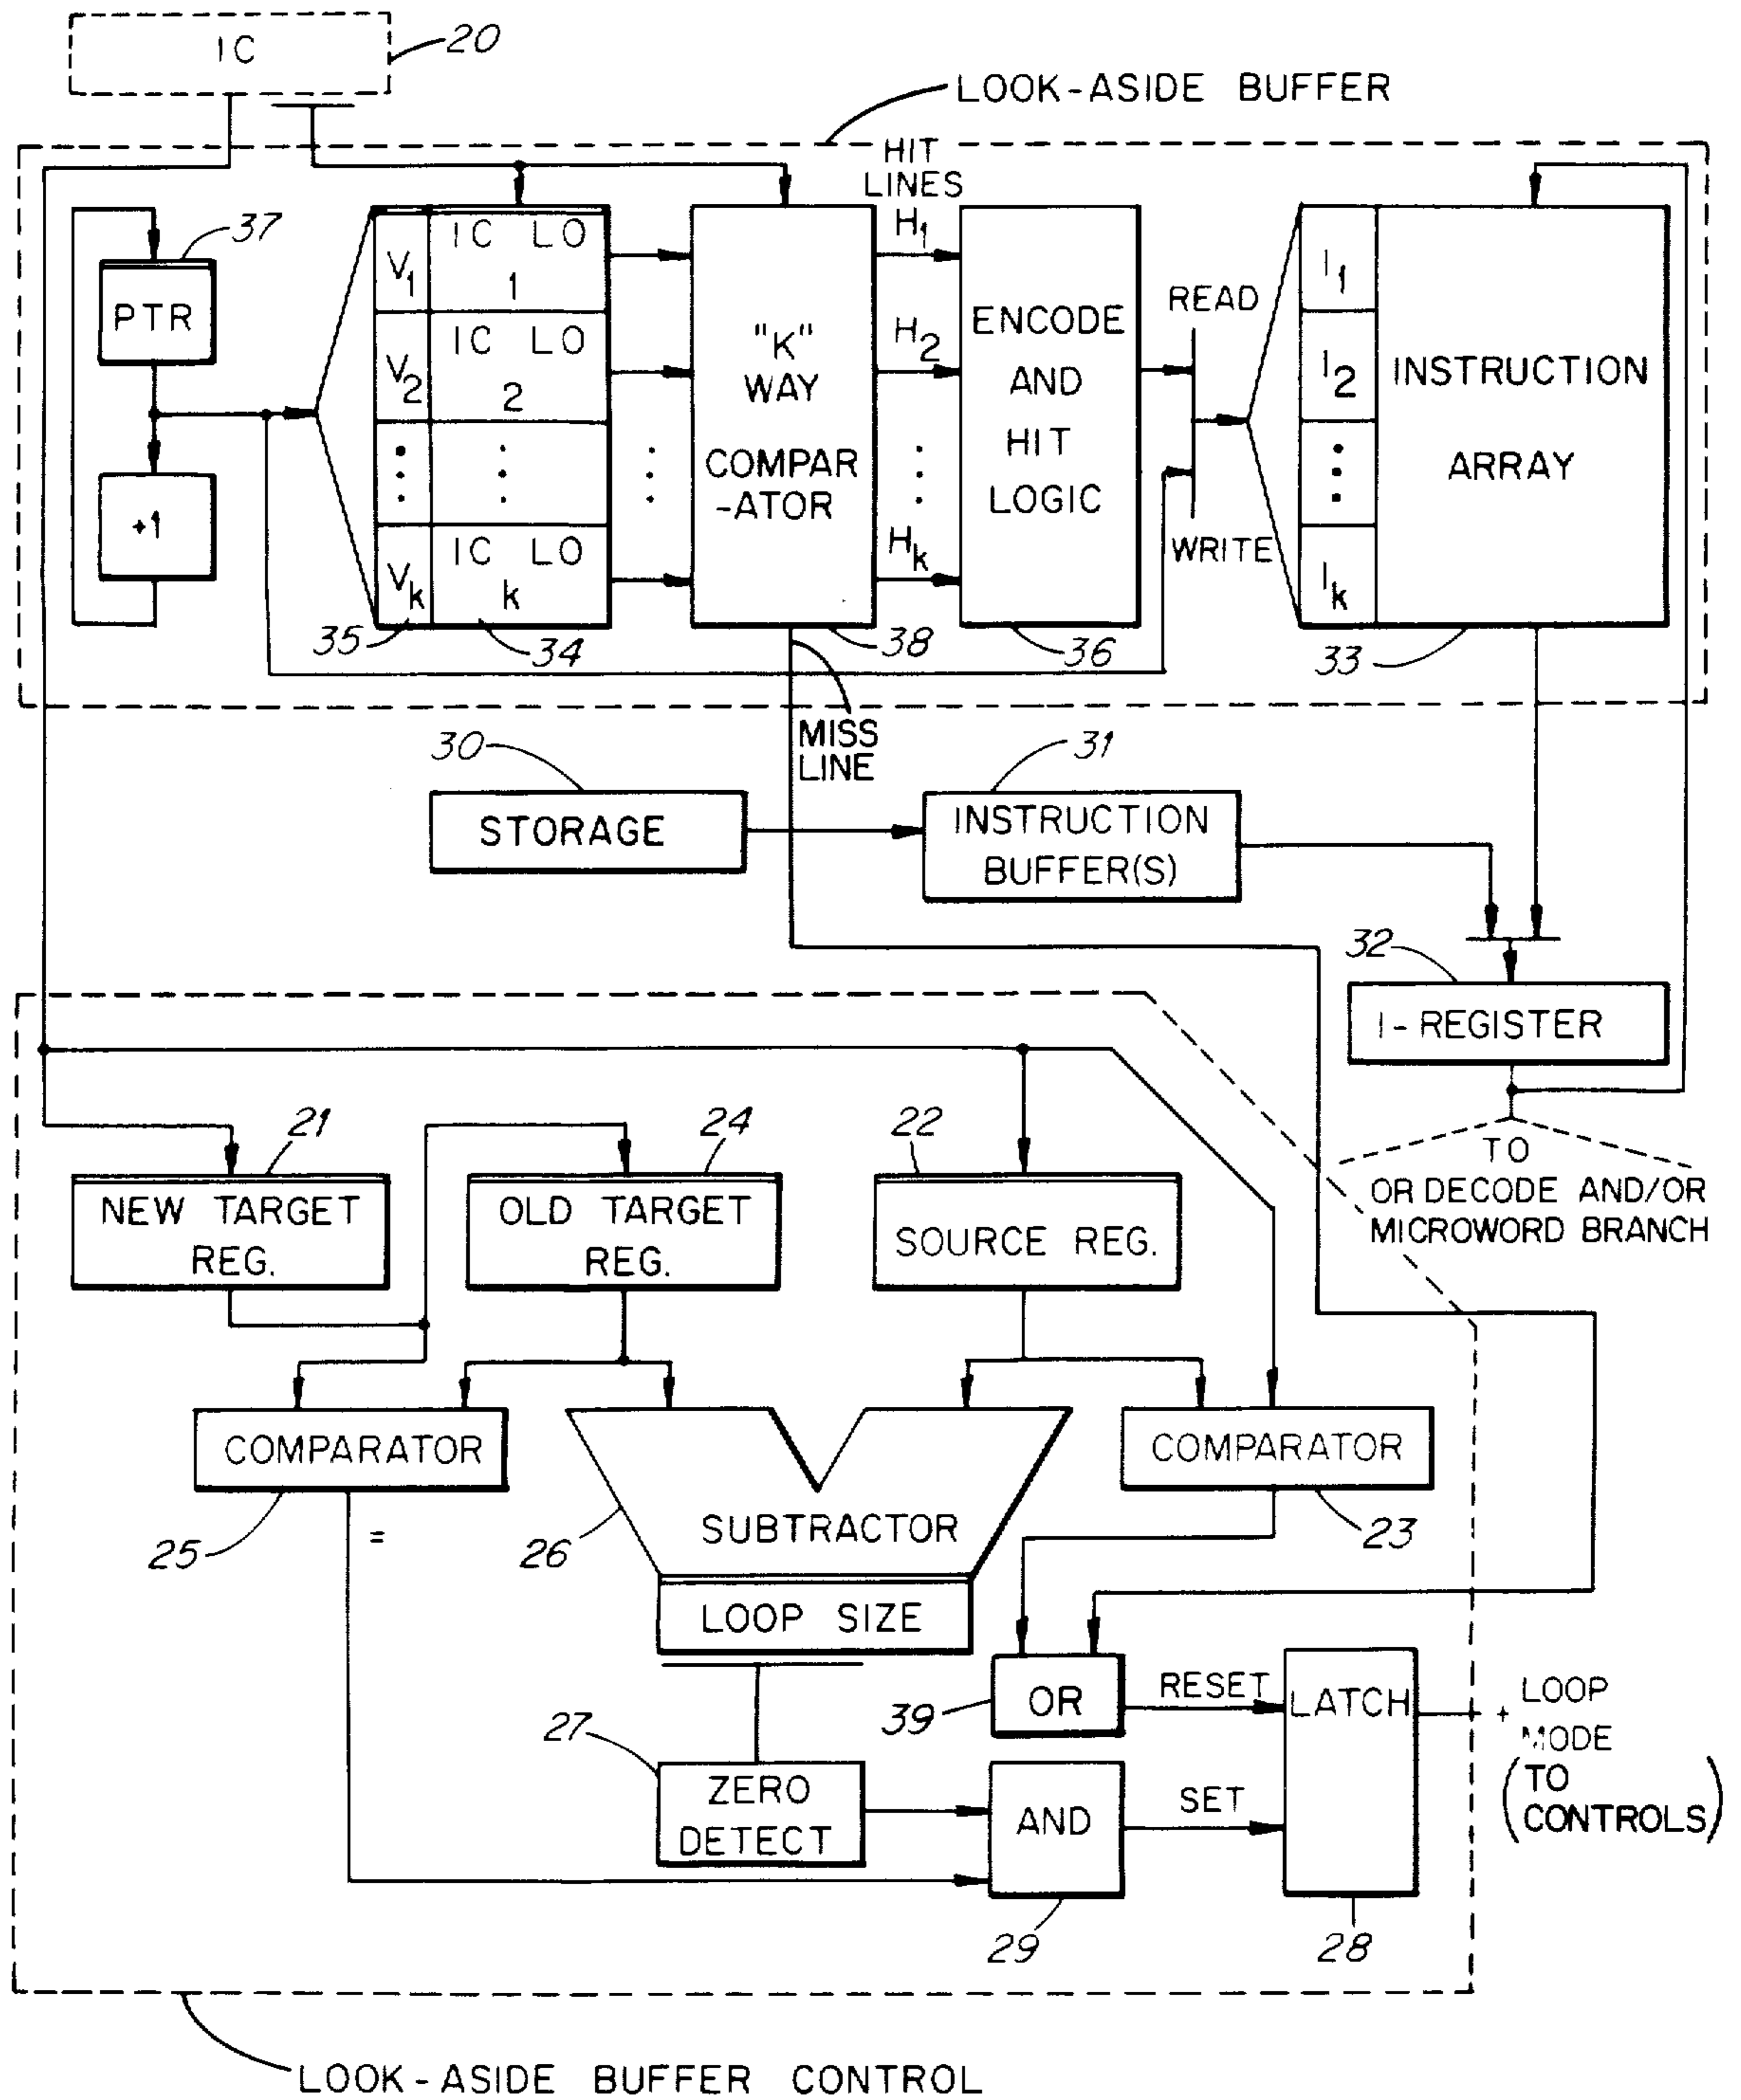 IC
20
LOOK-ASIDE BUFFER
HIT
LINES
37
PTR
+1
V1
IC LO
1
V2
IC LO
2
Vk
IC LO
k
35
34
"K"
WAY
COMPAR
-ATOR
38
H1
H2
Hk
ENCODE
AND
HIT
LOGIC
36
READ
WRITE
I1
I2
Ik
INSTRUCTION
ARRAY
33
MISS
LINE
30
STORAGE
31
INSTRUCTION
BUFFER(S)
32
I-REGISTER
TO
OR DECODE AND/OR
MICROWORD BRANCH
21
NEW TARGET
REG.
24
OLD TARGET
REG.
22
SOURCE REG.
COMPARATOR
25
=
26
SUBTRACTOR
LOOP SIZE
COMPARATOR
23
39
OR
RESET
LATCH
+ LOOP
MODE
(TO
CONTROLS)
27
ZERO
DETECT
AND
SET
29
28
LOOK-ASIDE BUFFER CONTROL